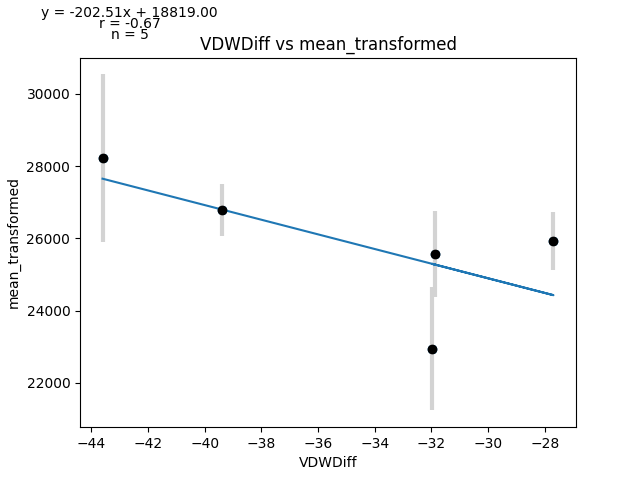 y = -202.51x + 18819.00
r = -0.67
n = 5
VDWDiff vs mean_transformed
30000
28000
26000
24000
22000
mean_transformed
−44 −42 −40 −38 −36 −34 −32 −30 −28
VDWDiff